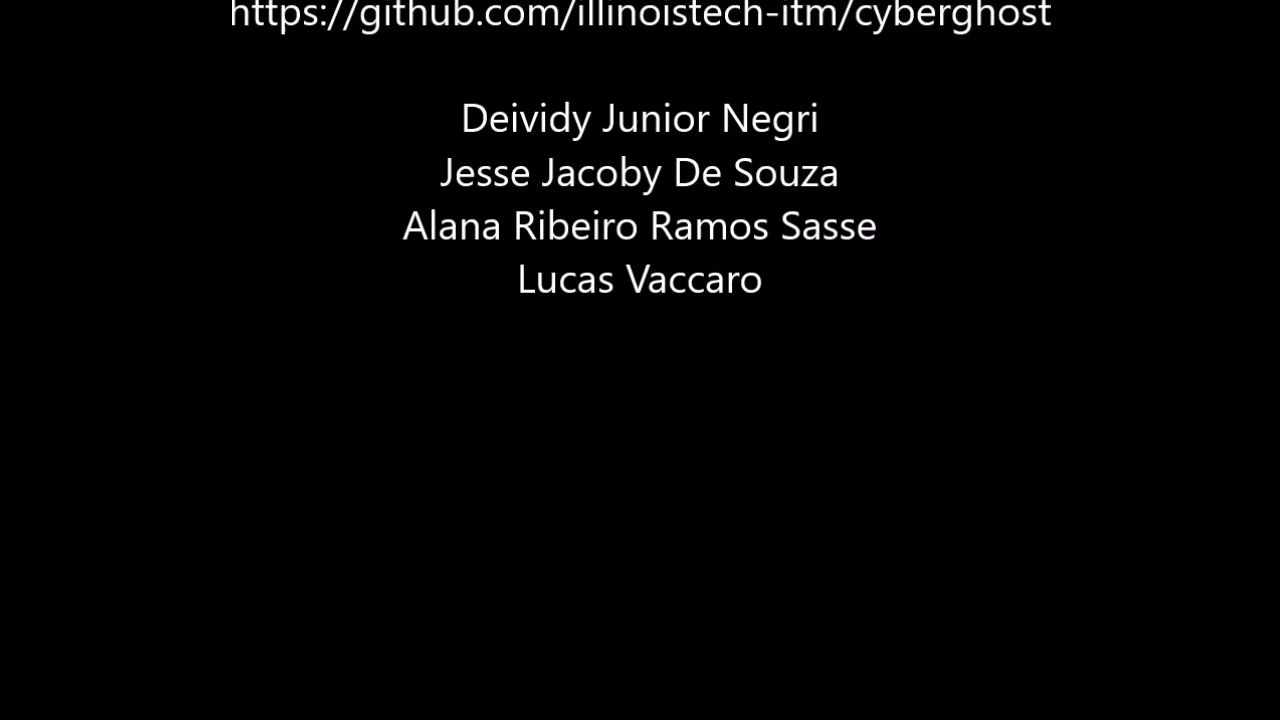 https://github.com/illinoistech-itm/cyberghost
Deividy Junior Negri
Jesse Jacoby De Souza
Alana Ribeiro Ramos Sasse
Lucas Vaccaro